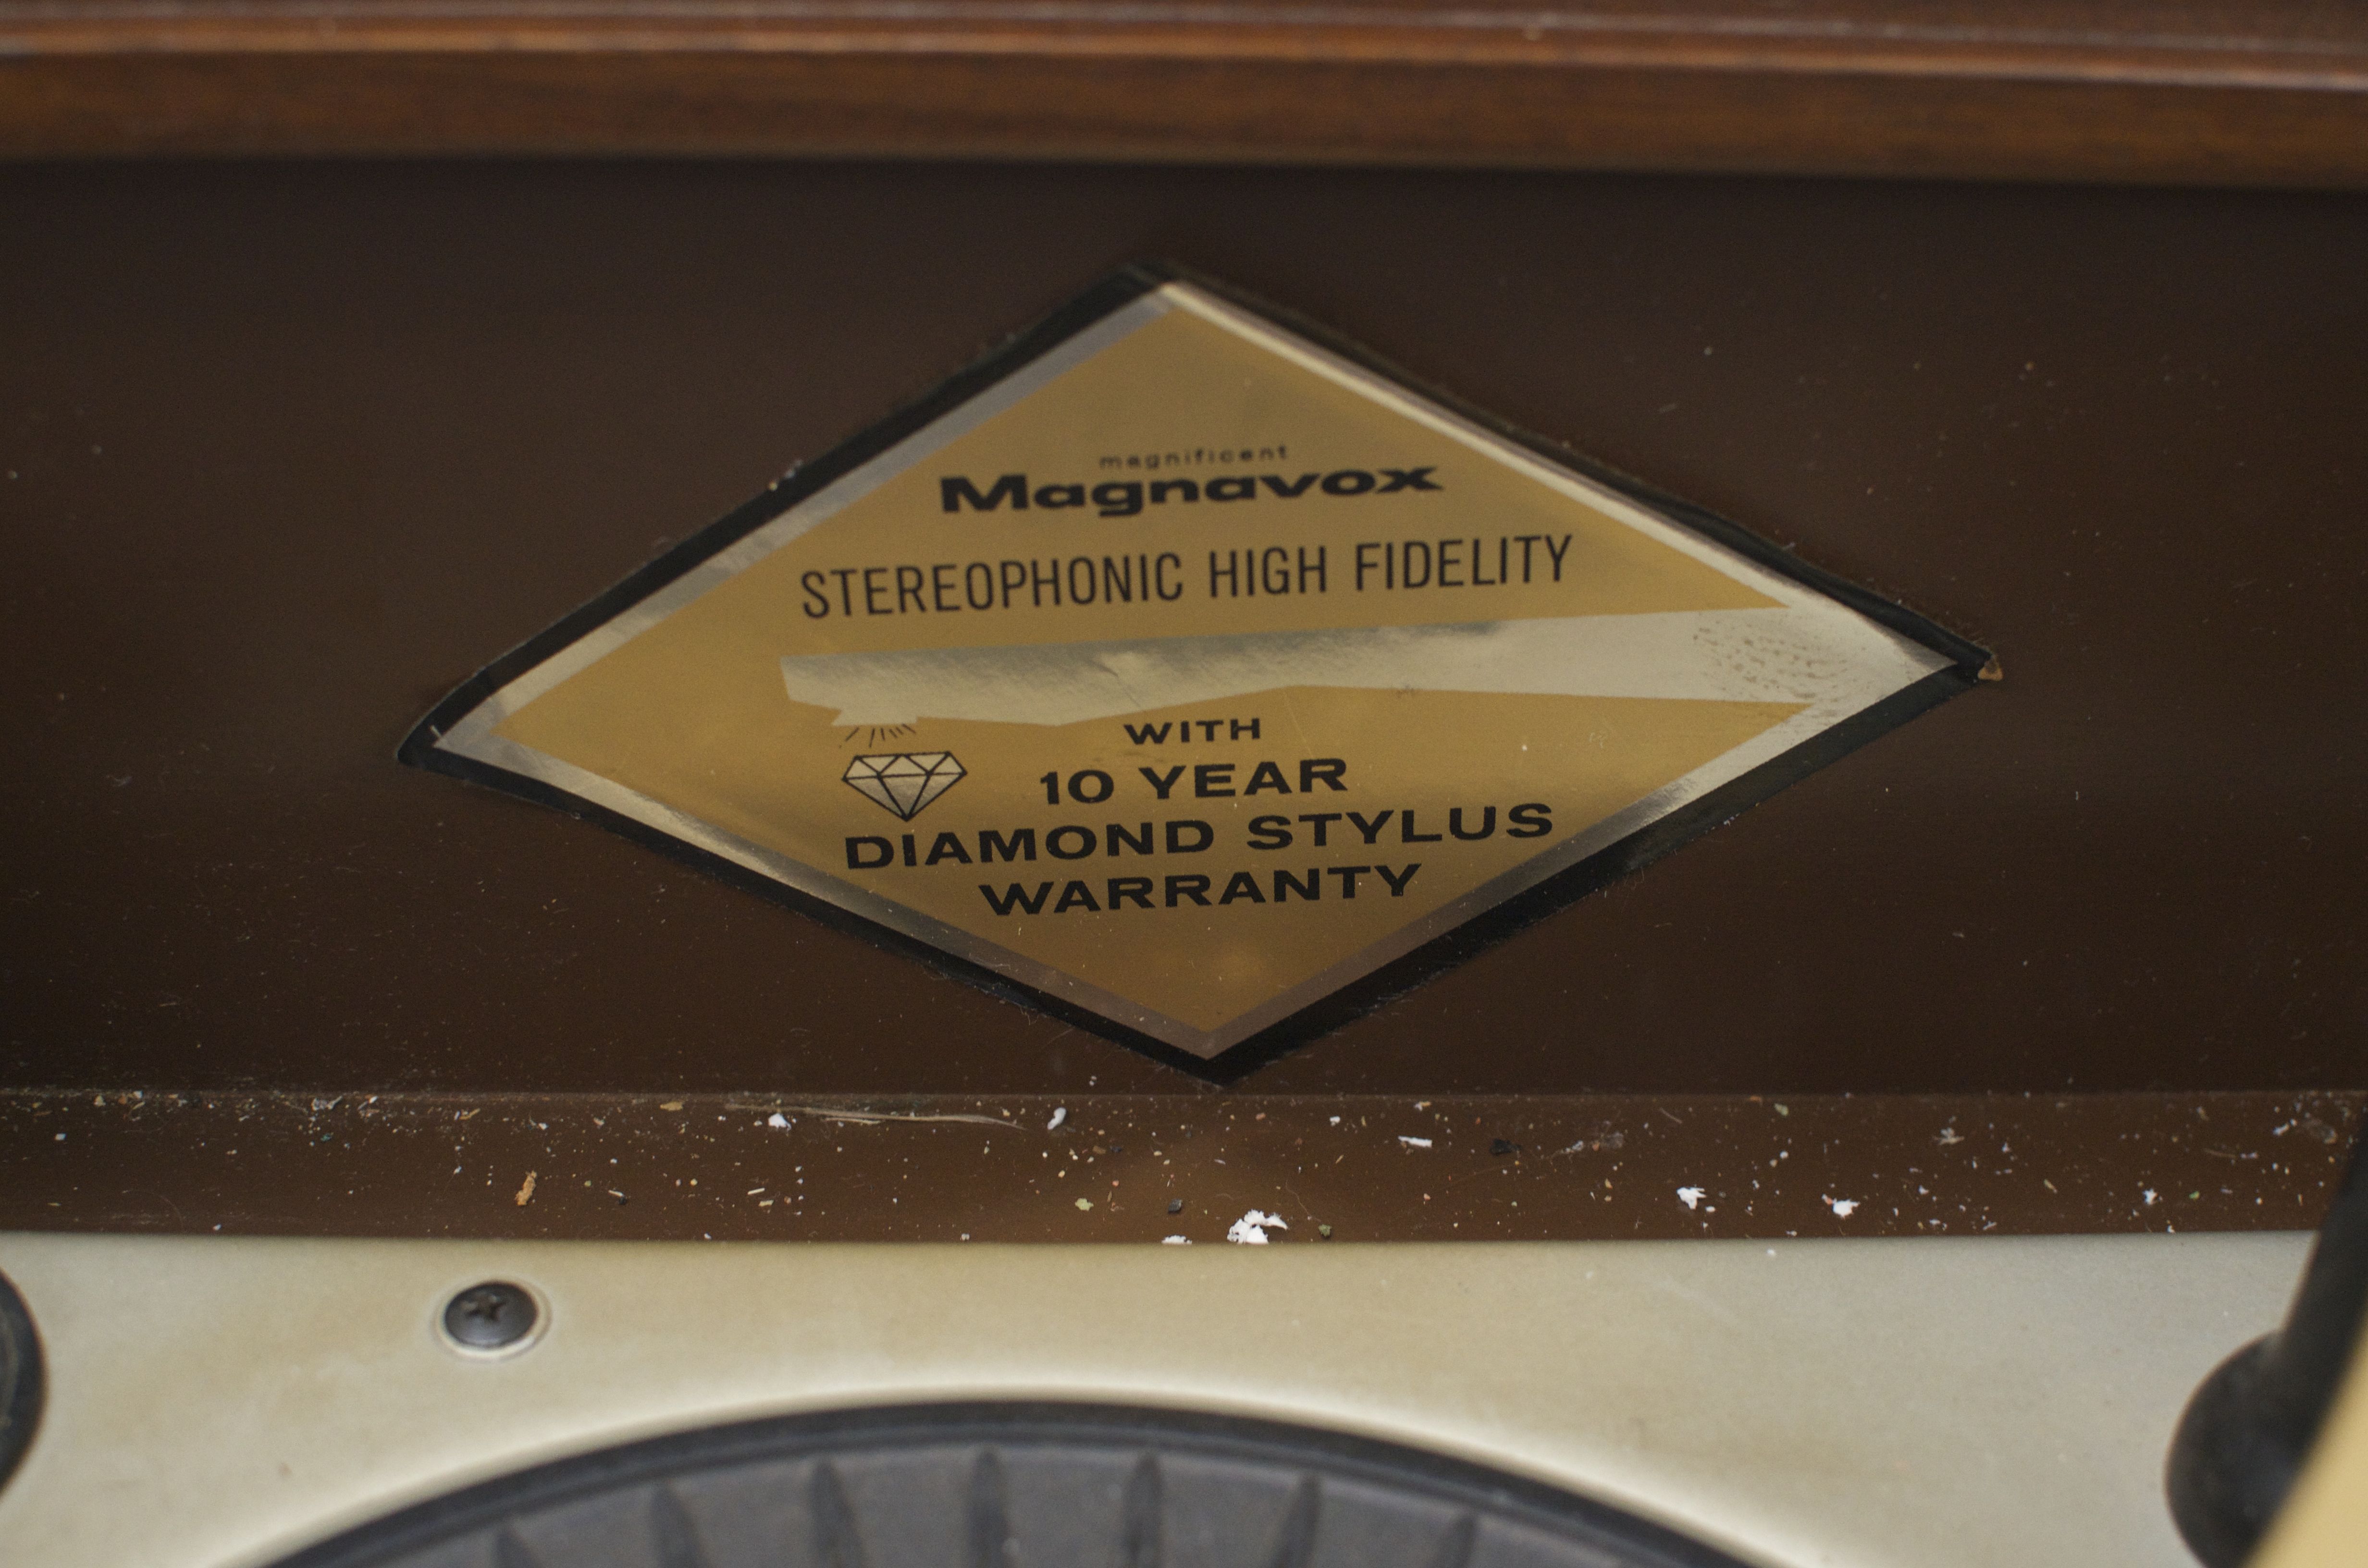 magnificent
Magnavox
STEREOPHONIC HIGH FIDELITY
WITH
10 YEAR
DIAMOND STYLUS
WARRANTY